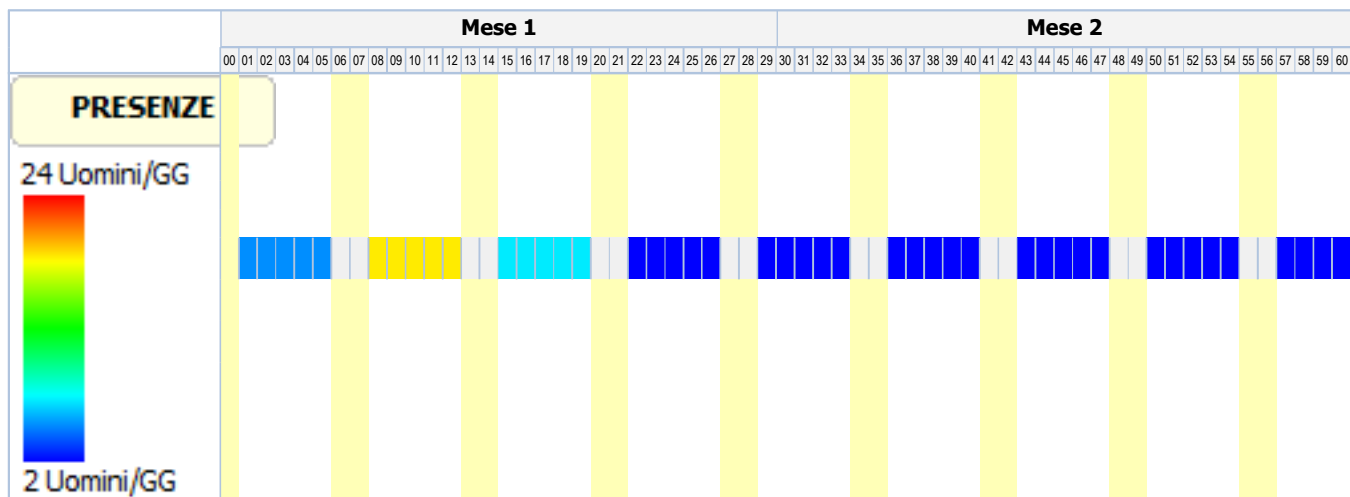 Mese 1 Mese 2
00 01 02 03 04 05 06 07 08 09 10 11 12 13 14 15 16 17 18 19 20 21 22 23 24 25 26 27 28 29 30 31 32 33 34 35 36 37 38 39 40 41 42 43 44 45 46 47 48 49 50 51 52 53 54 55 56 57 58 59 60
PRESENZE
24 Uomini/GG
2 Uomini/GG